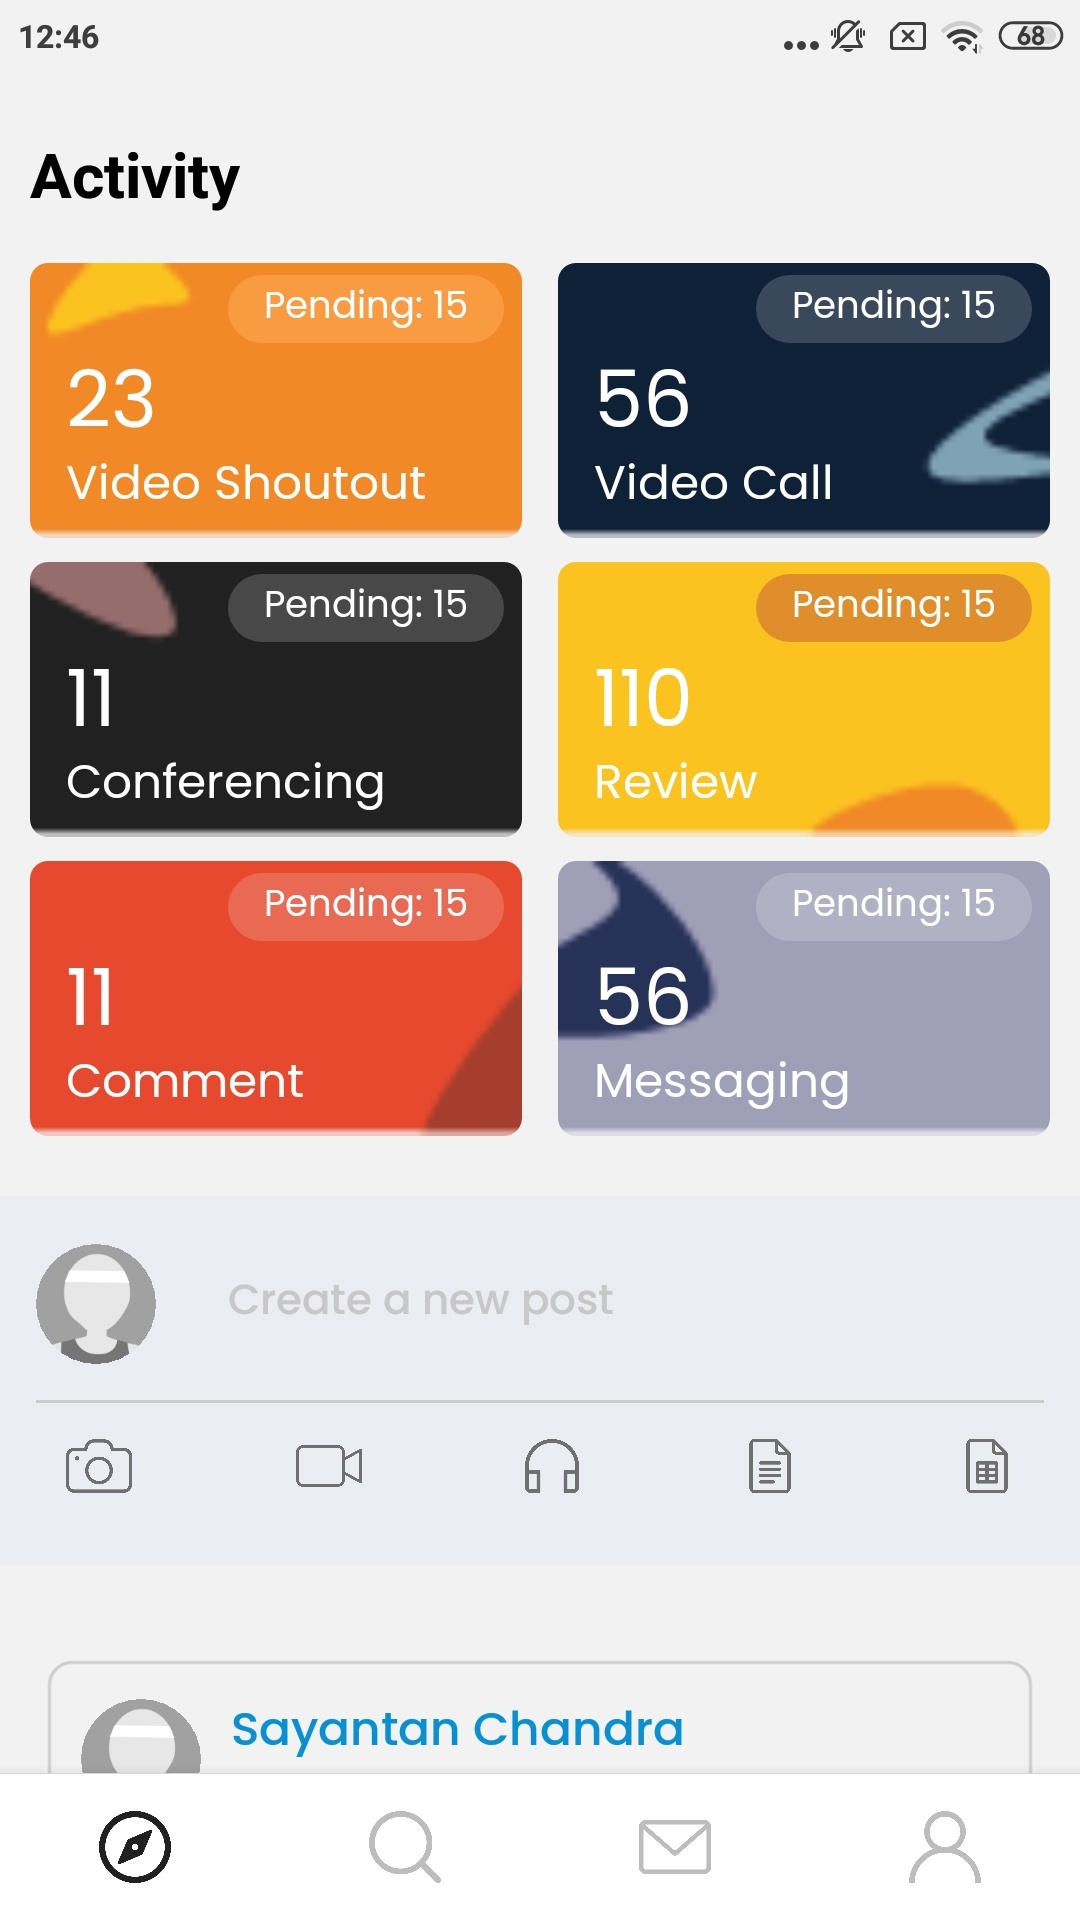 12:46
68
Activity
Pending: 15
23
Video Shoutout
Pending: 15
56
Video Call
Pending: 15
11
Conferencing
Pending: 15
110
Review
Pending: 15
11
Comment
Pending: 15
56
Messaging
Create a new post
Sayantan Chandra